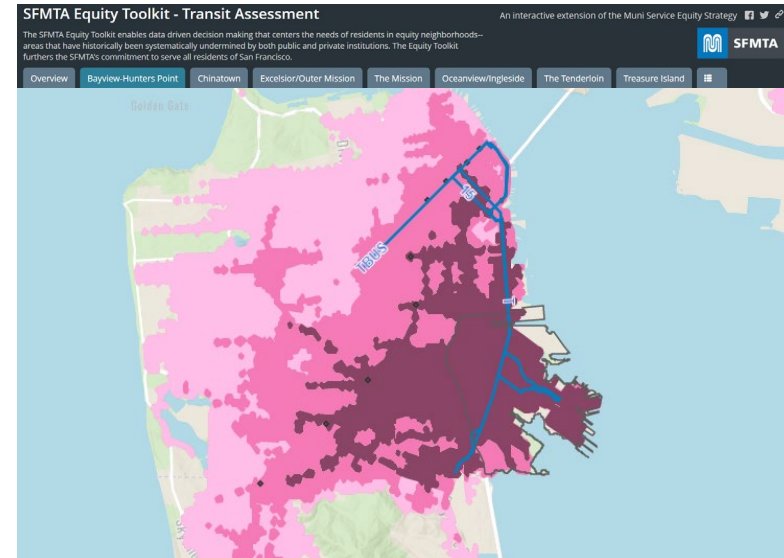 SFMTA Equity Toolkit - Transit Assessment
An interactive extension of the Muni Service Equity Strategy
The SFMTA Equity Toolkit enables data driven decision making that centers the needs of residents in equity neighborhoods--
areas that have historically been systematically undermined by both public and private institutions. The Equity Toolkit
furthers the SFMTA's commitment to serve all residents of San Francisco.
SFMTA
Overview
Bayview-Hunters Point
Chinatown
Excelsior/Outer Mission
The Mission
Oceanview/Ingleside
The Tenderloin
Treasure Island
Golden Gate
15
T